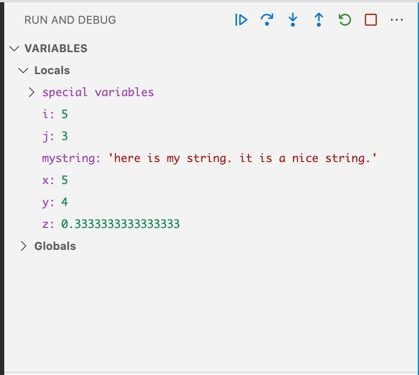 RUN AND DEBUG
VARIABLES
Locals
special variables
i: 5
j: 3
mystring: 'here is my string. it is a nice string.'
x: 5
y: 4
z: 0.3333333333333333
Globals